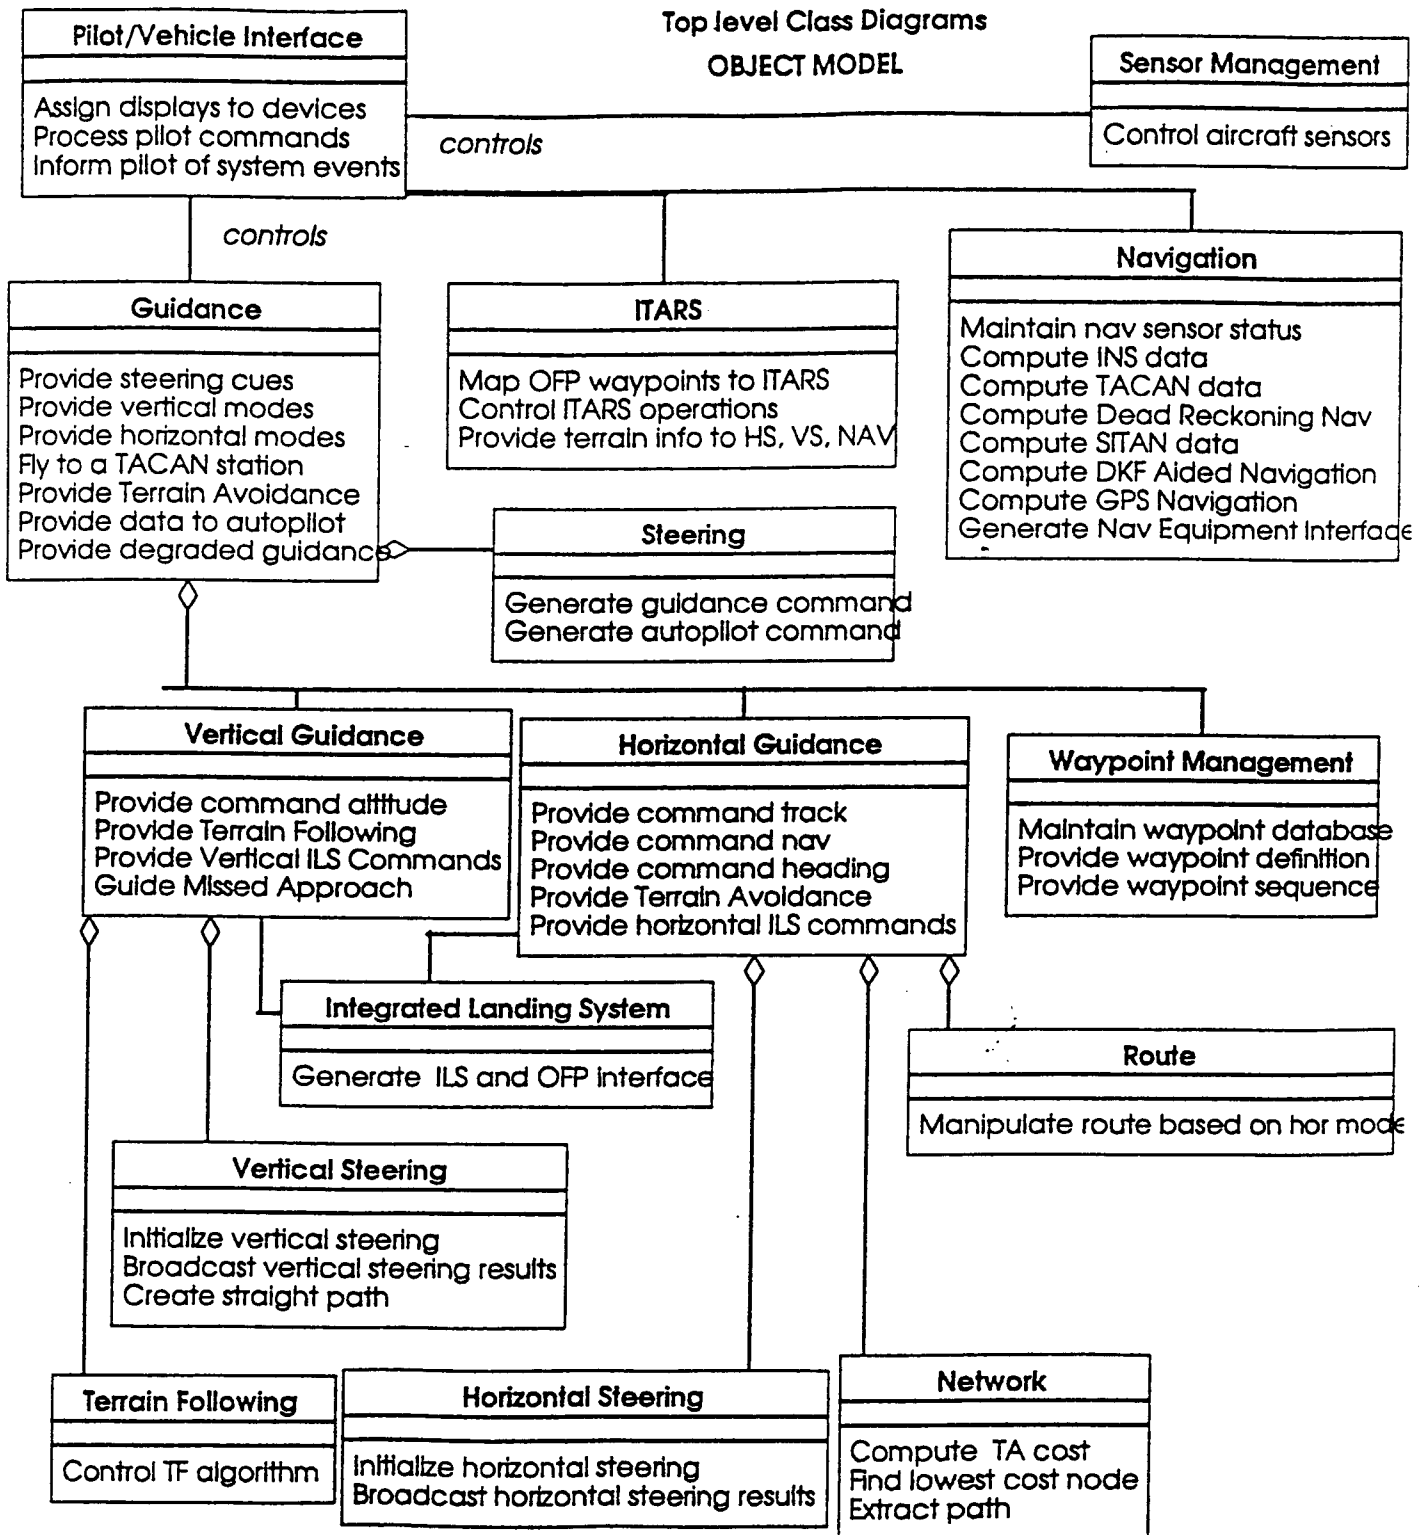 Top level Class Diagrams
OBJECT MODEL
Pilot/Vehicle Interface
Assign displays to devices
Process pilot commands
Inform pilot of system events
controls
Sensor Management
Control aircraft sensors
controls
Guidance
Provide steering cues
Provide vertical modes
Provide horizontal modes
Fly to a TACAN station
Provide Terrain Avoidance
Provide data to autopilot
Provide degraded guidance
ITARS
Map OFP waypoints to ITARS
Control ITARS operations
Provide terrain info to HS, VS, NAV
Navigation
Maintain nav sensor status
Compute INS data
Compute TACAN data
Compute Dead Reckoning Nav
Compute SITAN data
Compute DKF Aided Navigation
Compute GPS Navigation
Generate Nav Equipment Interface
Steering
Generate guidance command
Generate autopilot command
Vertical Guidance
Provide command altitude
Provide Terrain Following
Provide Vertical ILS Commands
Guide Missed Approach
Horizontal Guidance
Provide command track
Provide command nav
Provide command heading
Provide Terrain Avoidance
Provide horizontal ILS commands
Waypoint Management
Maintain waypoint database
Provide waypoint definition
Provide waypoint sequence
Integrated Landing System
Generate ILS and OFP interface
Route
Manipulate route based on hor mode
Vertical Steering
Initialize vertical steering
Broadcast vertical steering results
Create straight path
Terrain Following
Control TF algorithm
Horizontal Steering
Initialize horizontal steering
Broadcast horizontal steering results
Network
Compute TA cost
Find lowest cost node
Extract path